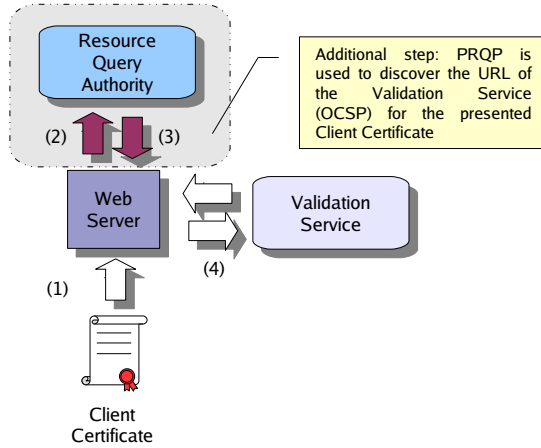 Resource
Query
Authority
Additional step: PRQP is
used to discover the URL of
the Validation Service
(OCSP) for the presented
Client Certificate
(2)
(3)
Web
Server
Validation
Service
(4)
(1)
Client
Certificate